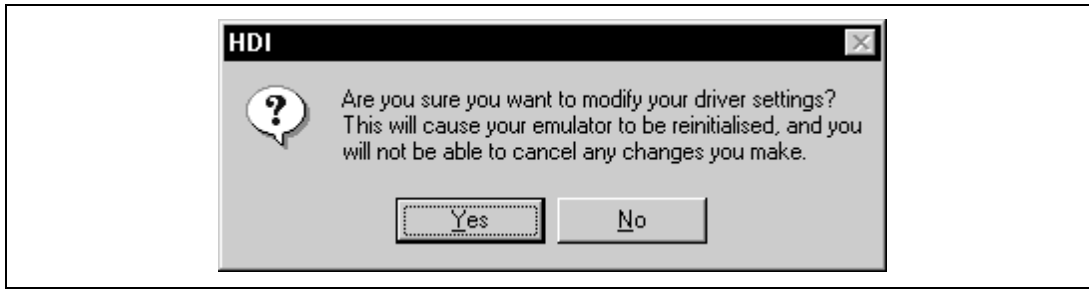 HDI
Are you sure you want to modify your driver settings?
This will cause your emulator to be reinitialised, and you
will not be able to cancel any changes you make.
Yes
No